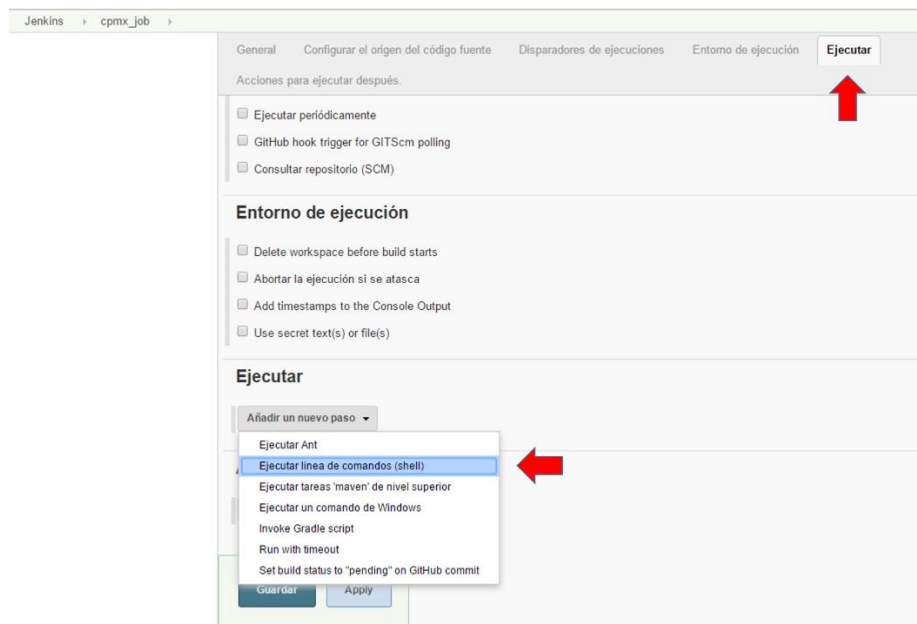 Jenkins cpmx_job
General Configurar el origen del código fuente Disparadores de ejecuciones Entorno de ejecución Ejecutar
Acciones para ejecutar después.
Ejecutar periódicamente
GitHub hook trigger for GITScm polling
Consultar repositorio (SCM)
Entorno de ejecución
Delete workspace before build starts
Abortar la ejecución si se atasca
Add timestamps to the Console Output
Use secret text(s) or file(s)
Ejecutar
Añadir un nuevo paso
Ejecutar Ant
Ejecutar linea de comandos (shell)
Ejecutar tareas 'maven' de nivel superior
Ejecutar un comando de Windows
Invoke Gradle script
Run with timeout
Set build status to "pending" on GitHub commit
Guardar Apply